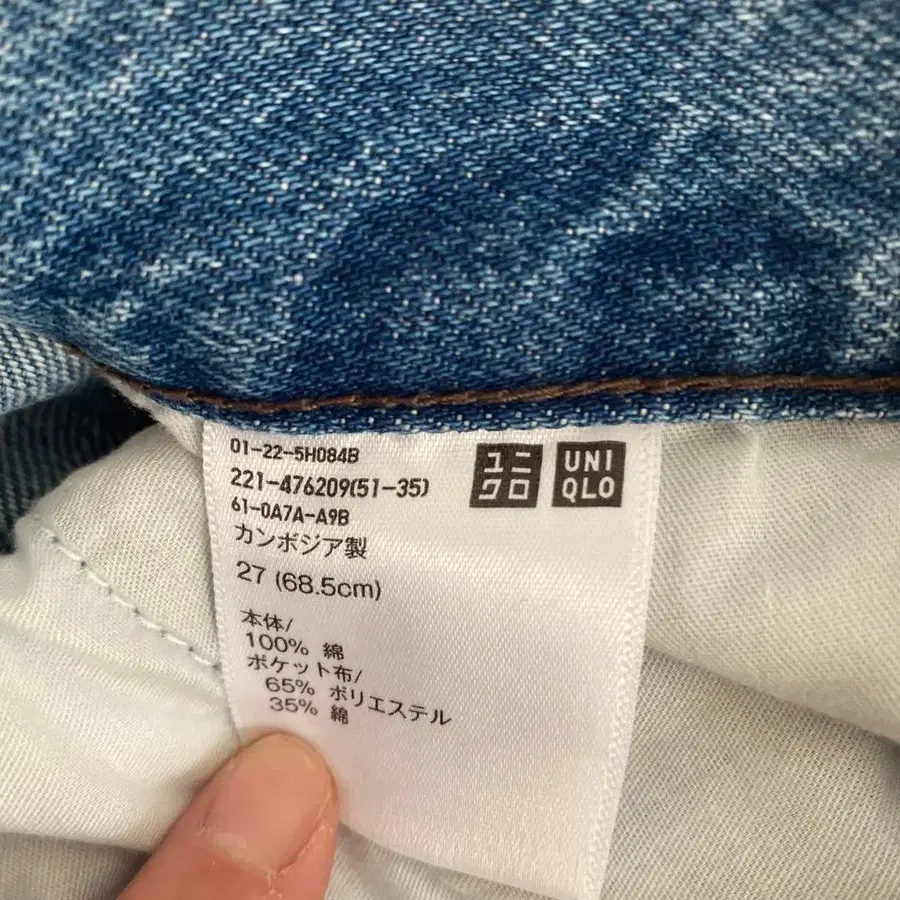 01-22-5H084B
221-476209(51-35)
61-0A7A-A9B
カンボジア製
27 (68.5cm)
本体/
100% 綿
ポケット布/
65% ポリエステル
35% 綿
ユニ
クロ
UNI
QLO